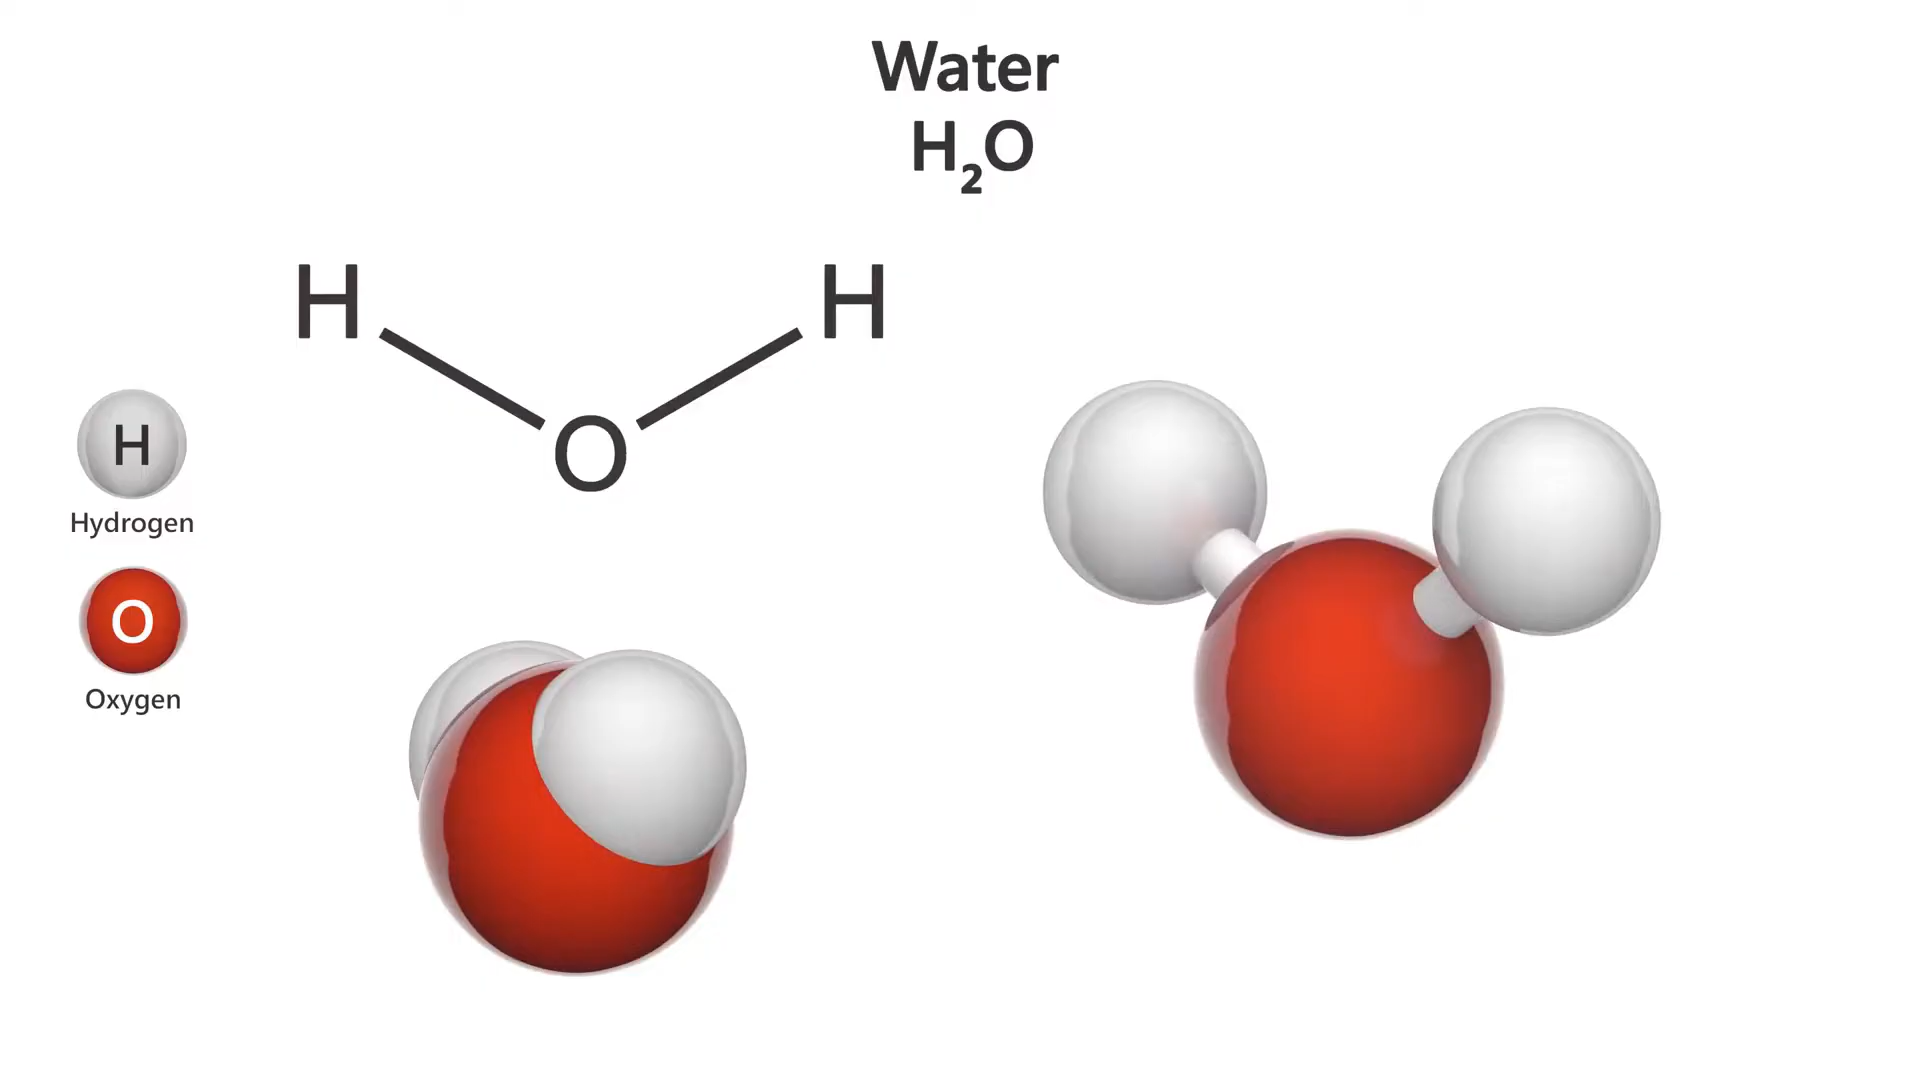 Water
H₂O
H H
O
H
Hydrogen
O
Oxygen